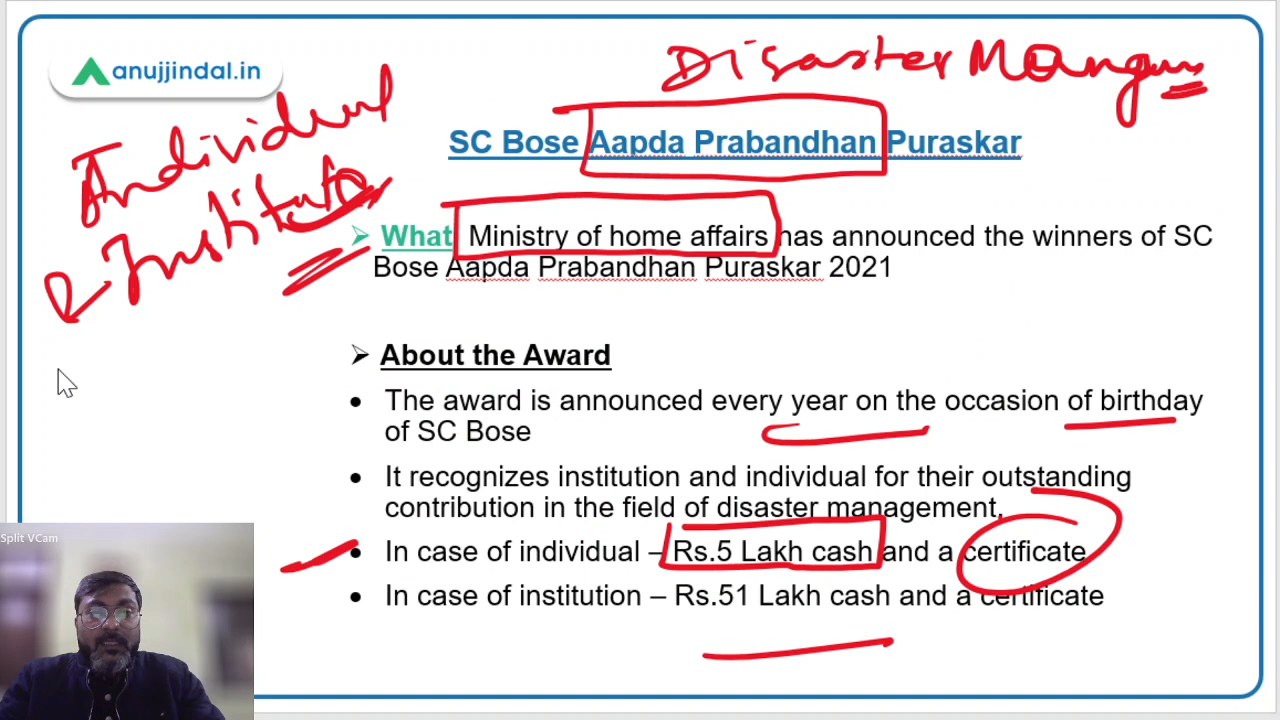 Disaster Mangm
anujjindal.in
Individual
Institute
SC Bose Aapda Prabandhan Puraskar
What Ministry of home affairs has announced the winners of SC
Bose Aapda Prabandhan Puraskar 2021
About the Award
• The award is announced every year on the occasion of birthday
of SC Bose
• It recognizes institution and individual for their outstanding
contribution in the field of disaster management.
• In case of individual – Rs.5 Lakh cash and a certificate
• In case of institution – Rs.51 Lakh cash and a certificate
Split VCam